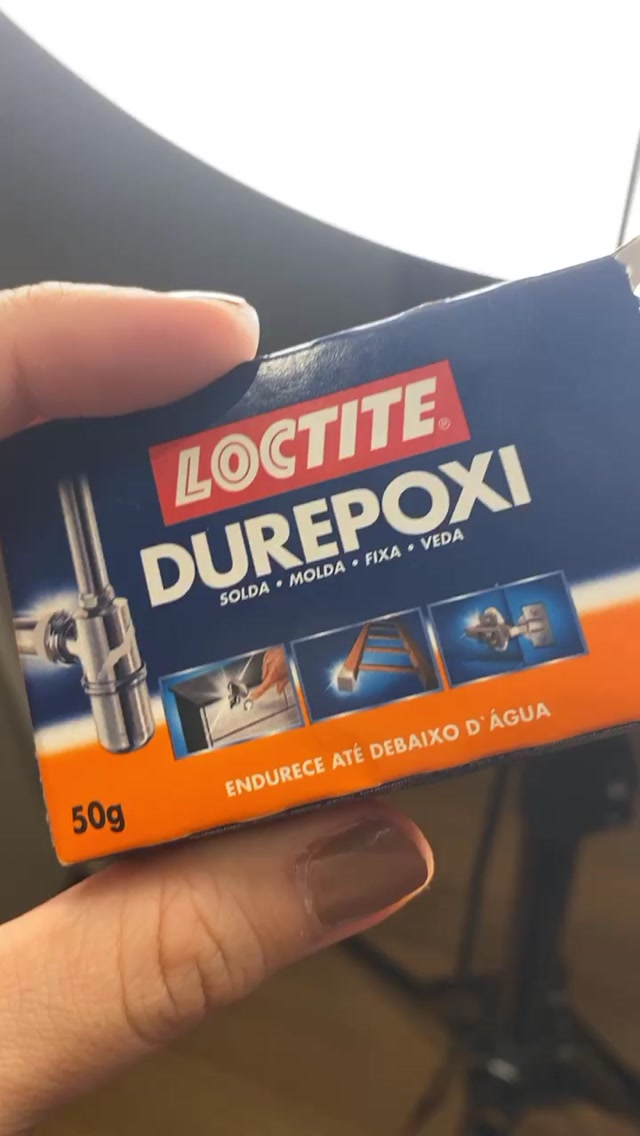 LOCTITE®
DUREPOXI
SOLDA • MOLDA • FIXA • VEDA
ENDURECE ATÉ DEBAIXO D'ÁGUA
50g